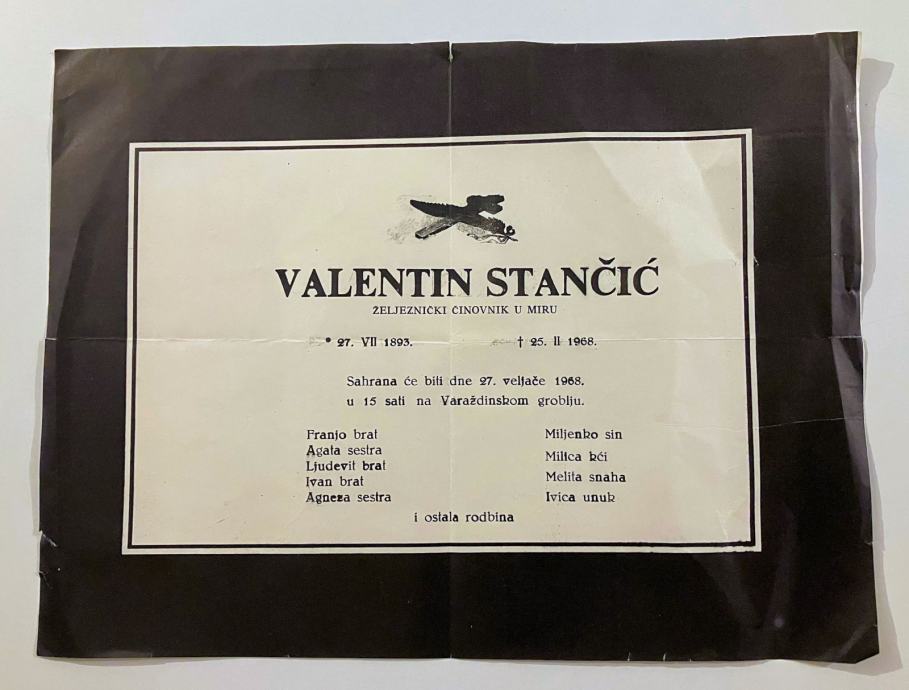 VALENTIN STANČIĆ
ŽELJEZNIČKI ČINOVNIK U MIRU
* 27. VII 1893. † 25. II 1968.
Sahrana će biti dne 27. veljače 1968.
u 15 sati na Varaždinskom groblju.
Franjo brat
Agata sestra
Ljudevit brat
Ivan brat
Agneza sestra
Miljenko sin
Milica kći
Melita snaha
Ivica unuk
i ostala rodbina